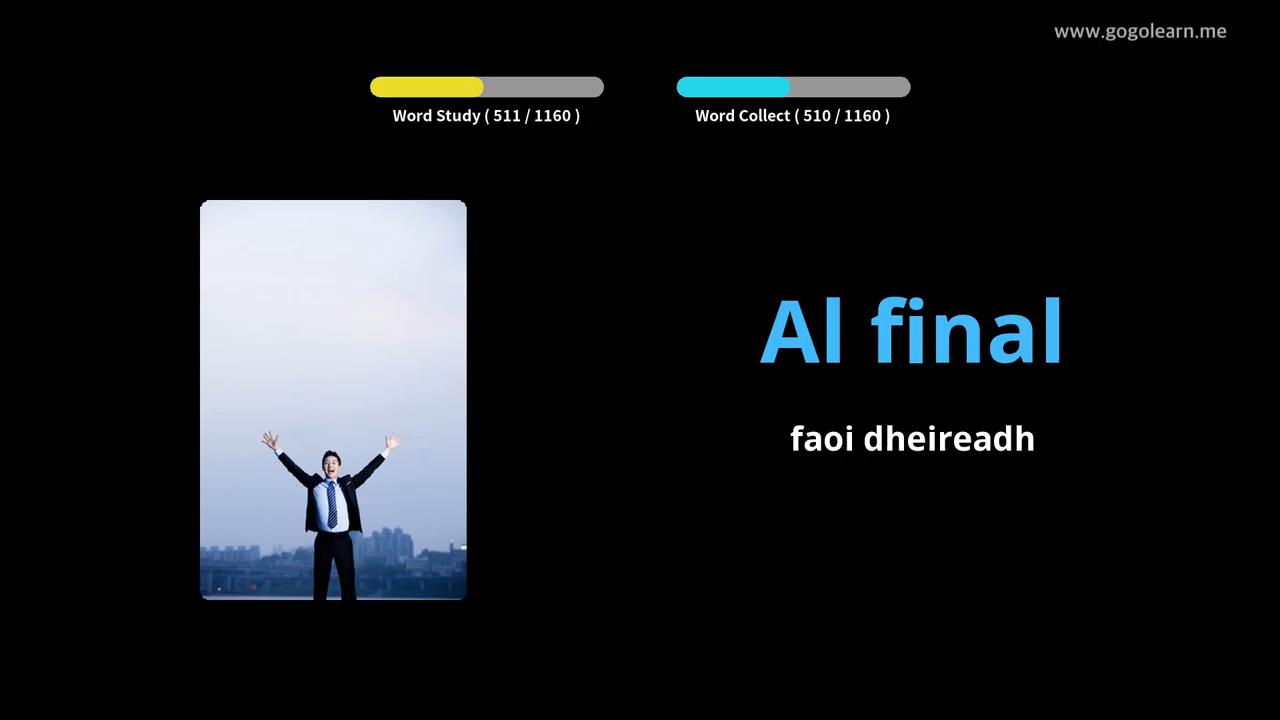 www.gogolearn.me
Word Study ( 511 / 1160 )
Word Collect ( 510 / 1160 )
Al final
faoi dheireadh